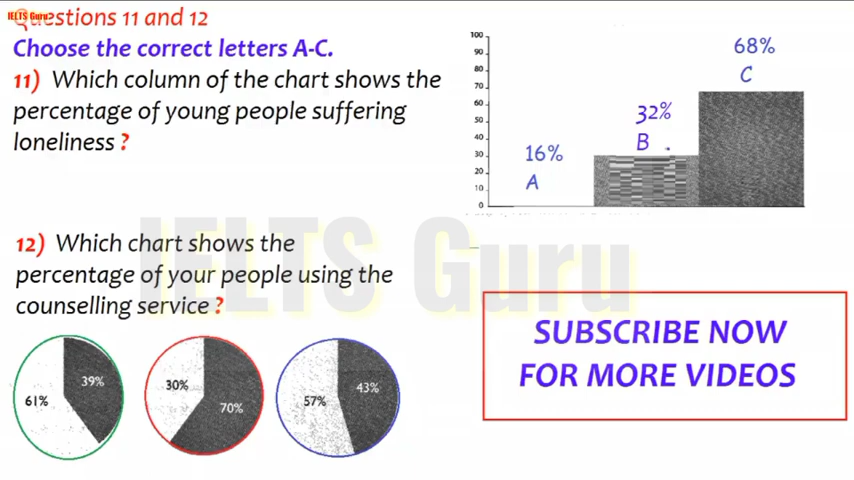 IELTS Guru
Questions 11 and 12
Choose the correct letters A-C.
11) Which column of the chart shows the
percentage of young people suffering
loneliness ?
100
90
80
70
60
50
40
30
20
10
0
16%
A
32%
B
68%
C
12) Which chart shows the
percentage of your people using the
counselling service ?
61%
39%
30%
70%
57%
43%
IELTS Guru
SUBSCRIBE NOW
FOR MORE VIDEOS